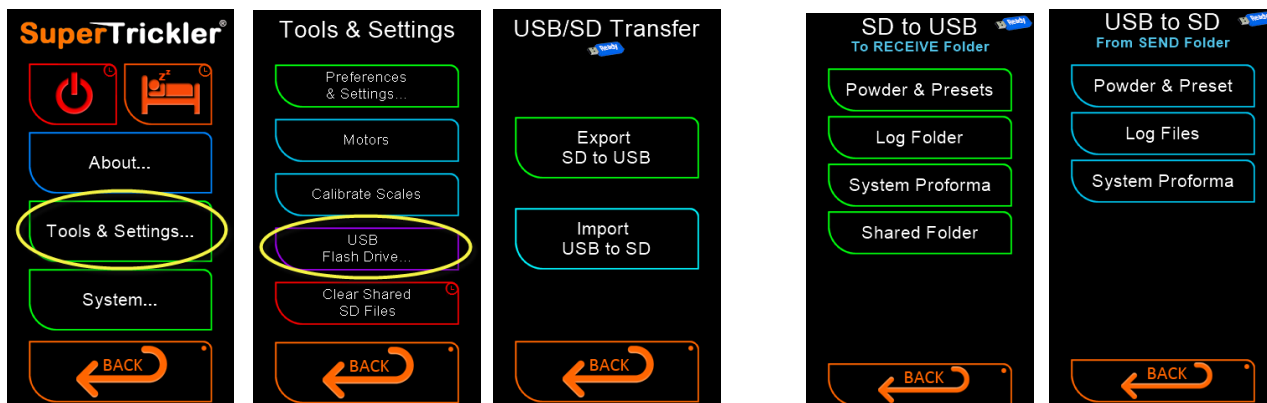 SuperTrickler®
About...
Tools & Settings...
System...
BACK
Tools & Settings
Preferences
& Settings...
Motors
Calibrate Scales
USB
Flash Drive...
Clear Shared
SD Files
BACK
USB/SD Transfer
Ready
Export
SD to USB
Import
USB to SD
BACK
SD to USB
Ready
To RECEIVE Folder
Powder & Presets
Log Folder
System Proforma
Shared Folder
BACK
USB to SD
Ready
From SEND Folder
Powder & Preset
Log Files
System Proforma
BACK